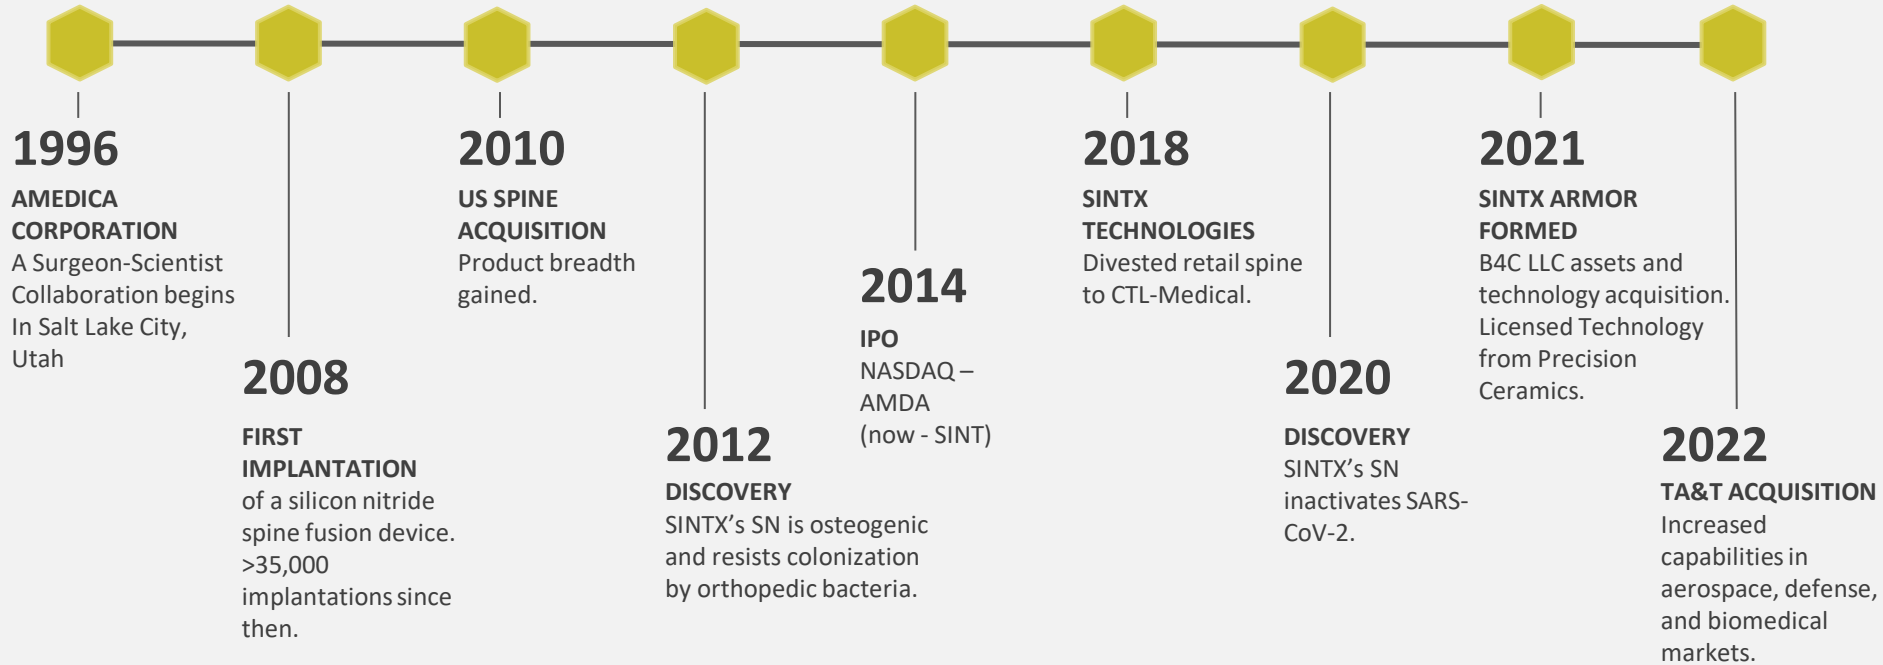 1996
AMEDICA
CORPORATION
A Surgeon-Scientist
Collaboration begins
In Salt Lake City,
Utah
2008
FIRST
IMPLANTATION
of a silicon nitride
spine fusion device.
>35,000
implantations since
then.
2010
US SPINE
ACQUISITION
Product breadth
gained.
2012
DISCOVERY
SINTX’s SN is osteogenic
and resists colonization
by orthopedic bacteria.
2014
IPO
NASDAQ –
AMDA
(now - SINT)
2018
SINTX
TECHNOLOGIES
Divested retail spine
to CTL-Medical.
2020
DISCOVERY
SINTX’s SN
inactivates SARS-
CoV-2.
2021
SINTX ARMOR
FORMED
B4C LLC assets and
technology acquisition.
Licensed Technology
from Precision
Ceramics.
2022
TA&T ACQUISITION
Increased
capabilities in
aerospace, defense,
and biomedical
markets.